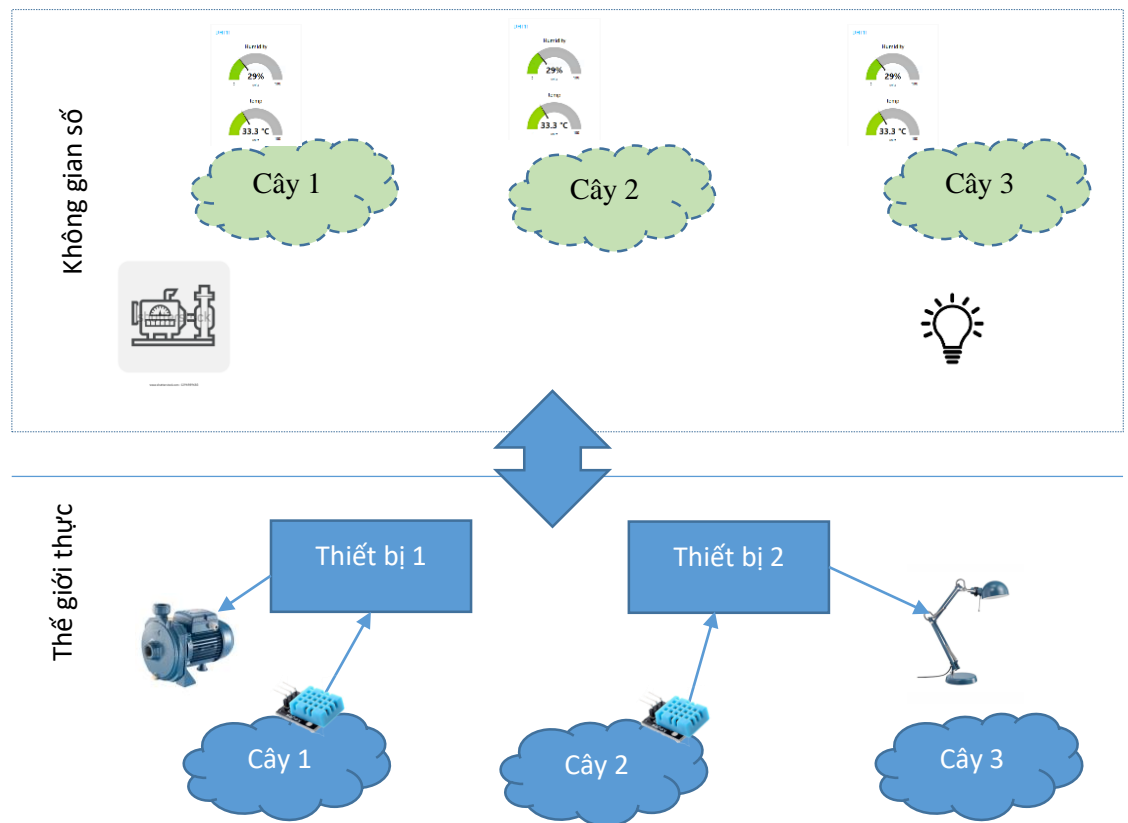 Humidity
29%
Temp
33.3 °C
Humidity
29%
Temp
33.3 °C
Humidity
29%
Temp
33.3 °C
Cây 1
Cây 2
Cây 3
Không gian số
Thế giới thực
Thiết bị 1
Thiết bị 2
Cây 1
Cây 2
Cây 3